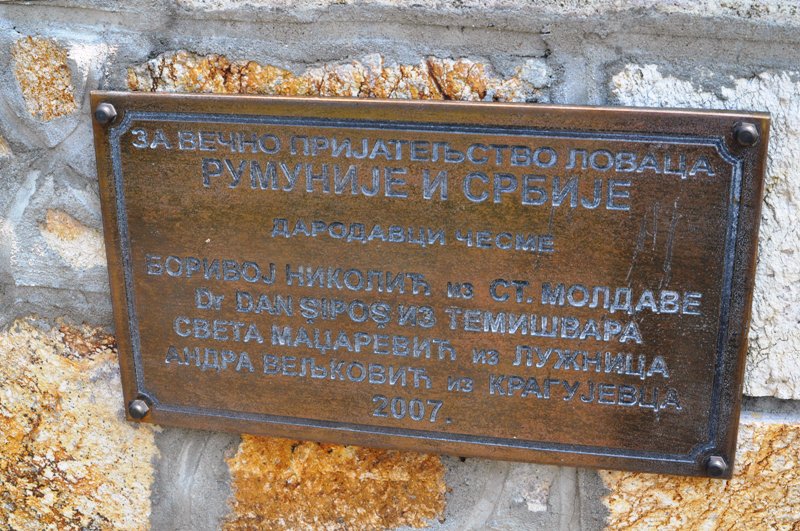 ЗА ВЕЧНО ПРИЈАТЕЉСТВО ЛОВАЦА
РУМУНИЈЕ И СРБИЈЕ
ДАРОДАВЦИ ЧЕСМЕ
БОРИВОЈ НИКОЛИЋ ИЗ СТ. МОЛДАВЕ
Dr DAN ŞIPOŞ ИЗ ТЕМИШВАРА
СВЕТА МАЏАРЕВИЋ ИЗ ЛУЖНИЦА
АНДРА ВЕЉКОВИЋ ИЗ КРАГУЈЕВЦА
2007.